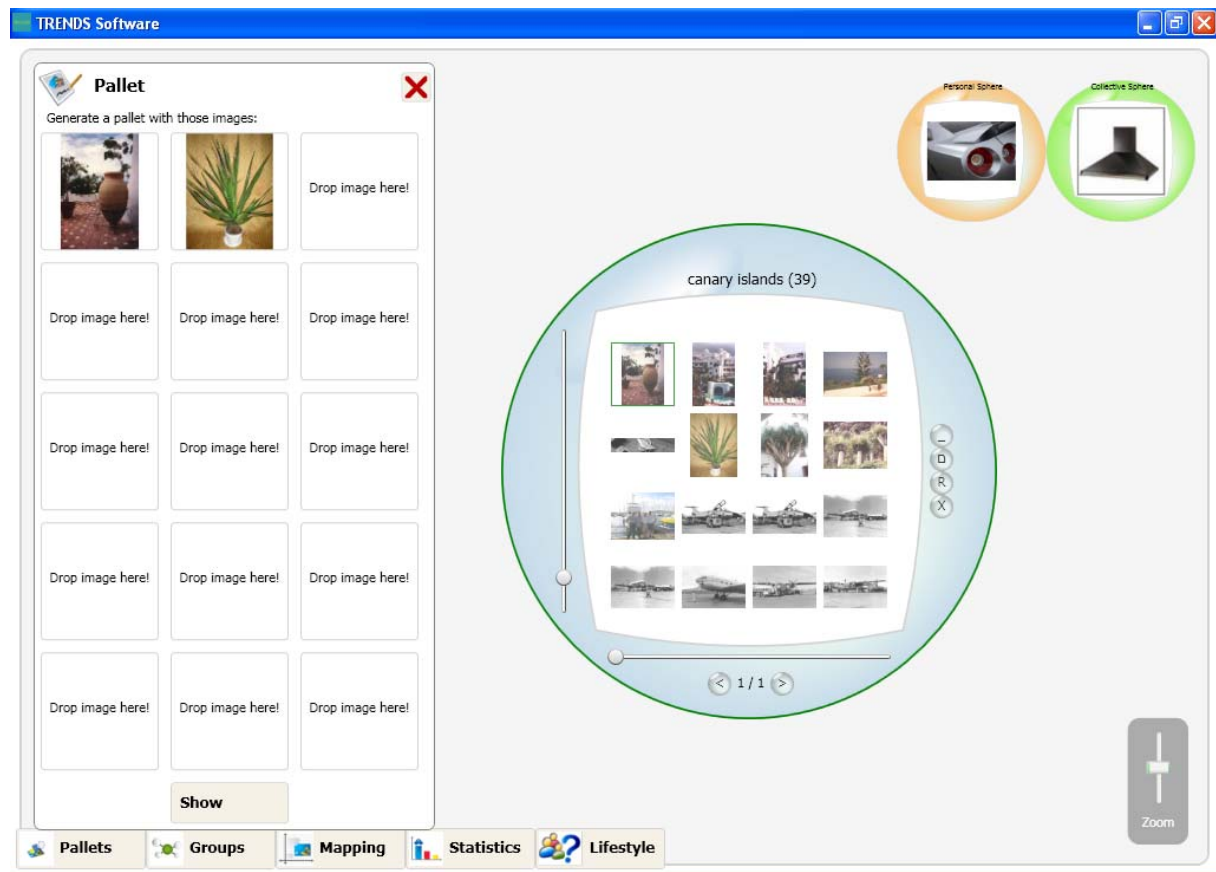 TRENDS Software
Pallet
Generate a pallet with those images:
Drop image here!
Drop image here! Drop image here! Drop image here!
Drop image here! Drop image here! Drop image here!
Drop image here! Drop image here! Drop image here!
Drop image here! Drop image here! Drop image here!
Show
Personal Sphere
Collective Sphere
canary islands (39)
_
D
R
X
< 1 / 1 >
Zoom
Pallets Groups Mapping Statistics Lifestyle